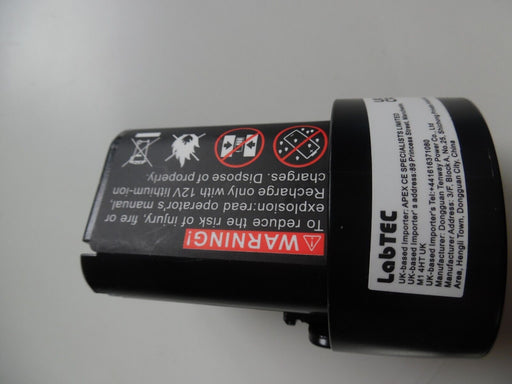 ⚠WARNING!
To reduce the risk of injury, fire or
explosion:read operator's manual,
Recharge only with 12V lithium-ion
charges. Dispose of properly.
LabTEC
UK-based Importer: APEX CE SPECIALISTS LIMITED
UK-based Importer' s address:89 Princess Street, Manchester,
M1 4HT UK
UK-based Importer's Tel:+441616371080
Manufacturer: Dongguan Tenway Power Co., Ltd
Manufacturer Address: 3/F, Block A, No.25,
Area, Hengli Town, Dongguan City, China